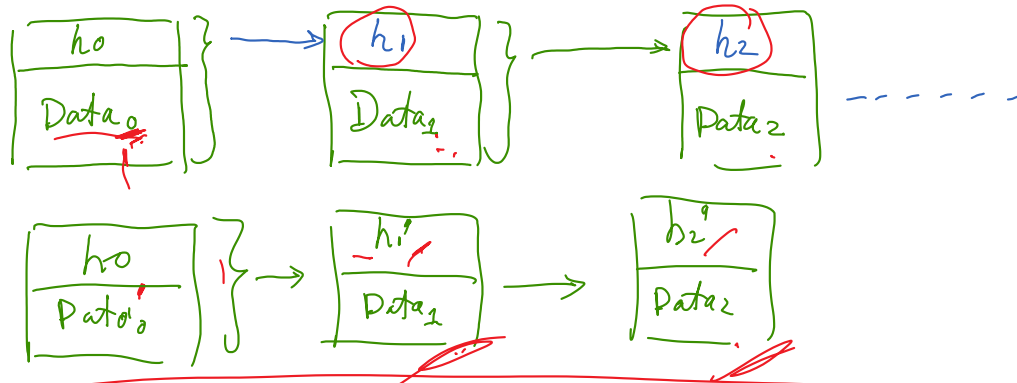 h0 h1 h2
Data0 Data1 Data2
h0 h1' h2'
Data'0 Data1 Data2